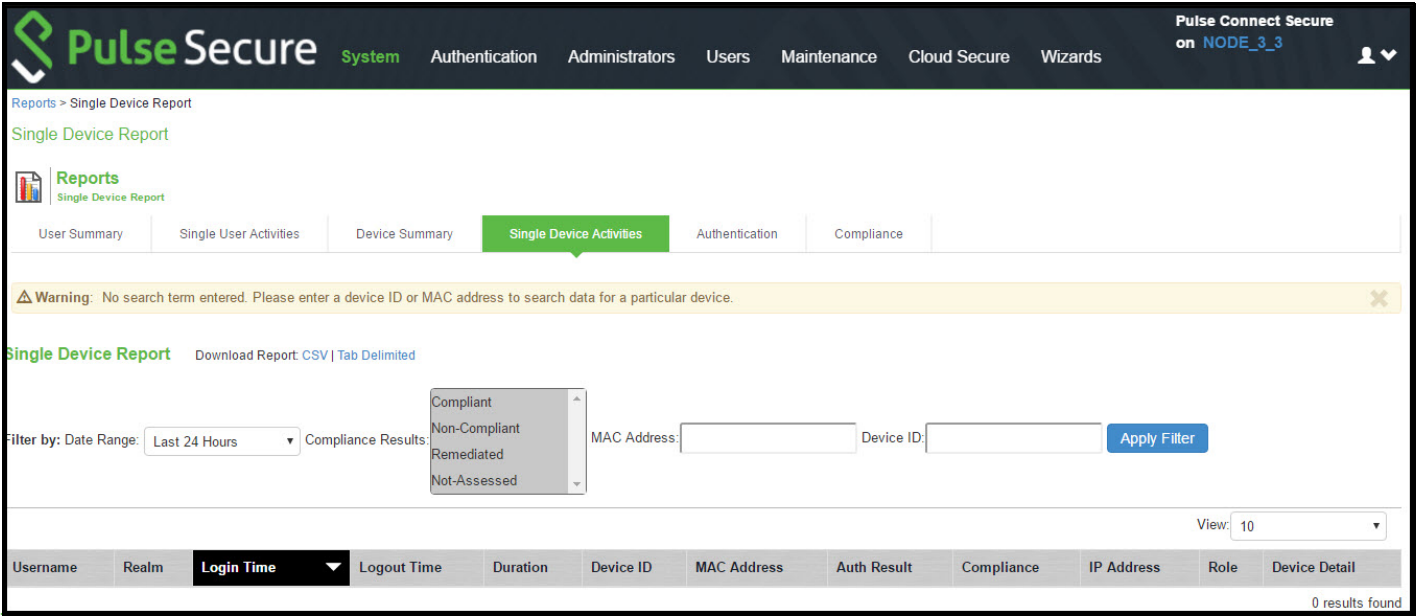 Pulse Secure System Authentication Administrators Users Maintenance Cloud Secure Wizards
Pulse Connect Secure
on NODE_3_3
Reports > Single Device Report
Single Device Report
Reports
Single Device Report
User Summary Single User Activities Device Summary Single Device Activities Authentication Compliance
Warning: No search term entered. Please enter a device ID or MAC address to search data for a particular device.
Single Device Report Download Report: CSV | Tab Delimited
Filter by: Date Range: Last 24 Hours Compliance Results:
Compliant
Non-Compliant
Remediated
Not-Assessed
MAC Address: Device ID: Apply Filter
View: 10
Username Realm Login Time Logout Time Duration Device ID MAC Address Auth Result Compliance IP Address Role Device Detail
0 results found